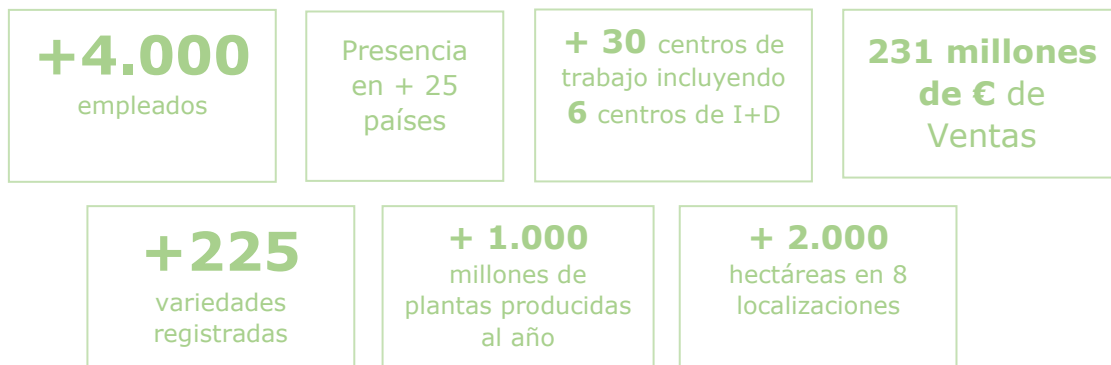 +4.000
empleados
Presencia
en + 25
países
+ 30 centros de
trabajo incluyendo
6 centros de I+D
231 millones
de € de
Ventas
+225
variedades
registradas
+ 1.000
millones de
plantas producidas
al año
+ 2.000
hectáreas en 8
localizaciones